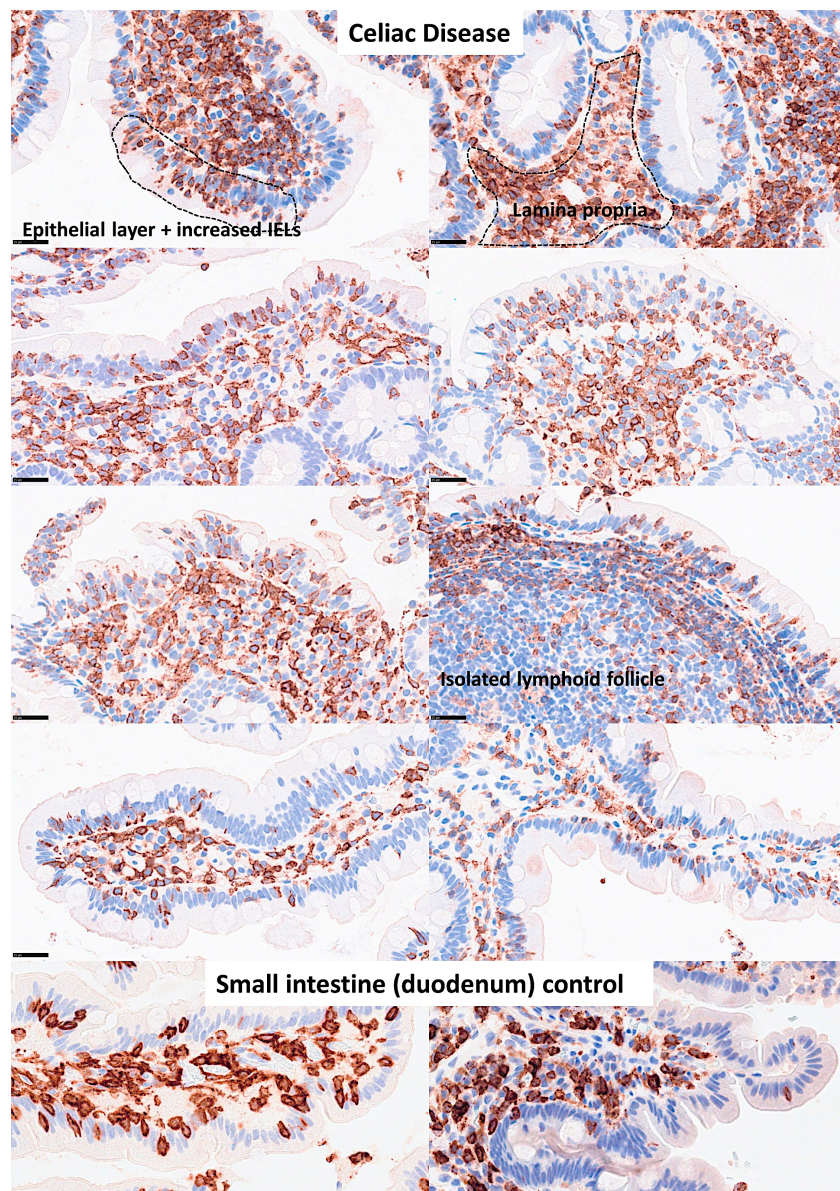 Celiac Disease
Epithelial layer + increased IELs
Lamina propria
Isolated lymphoid follicle
Small intestine (duodenum) control